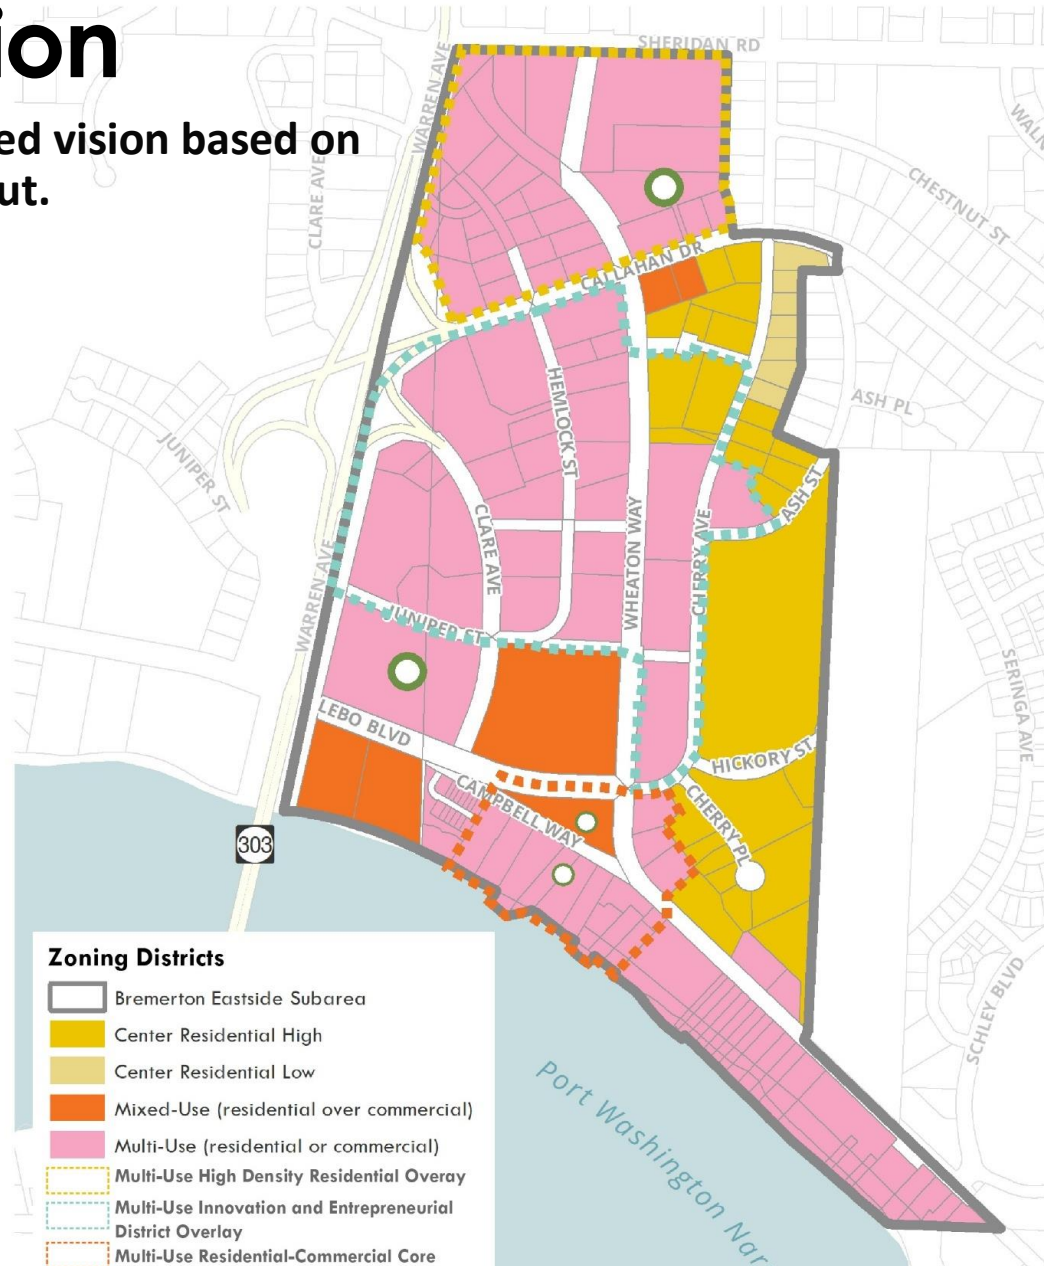 ion
ed vision based on
ut.
SHERIDAN RD
WARREN AVE
CLARE AVE
WALN
CHESTNUT ST
CALLAHAN DR
HEMLOCK ST
ASH PL
JUNIPER ST
ASH ST
CLARE AVE
WHEATON WAY
CHERRY AVE
WARREN AVE
JUNIPER ST
SERINGA AVE
LEBO BLVD
HICKORY ST
CAMPBELL WAY
CHERRY PL
303
SCHLEY BLVD
Port Washington Nar
Zoning Districts
Bremerton Eastside Subarea
Center Residential High
Center Residential Low
Mixed-Use (residential over commercial)
Multi-Use (residential or commercial)
Multi-Use High Density Residential Overay
Multi-Use Innovation and Entrepreneurial
District Overlay
Multi-Use Residential-Commercial Core